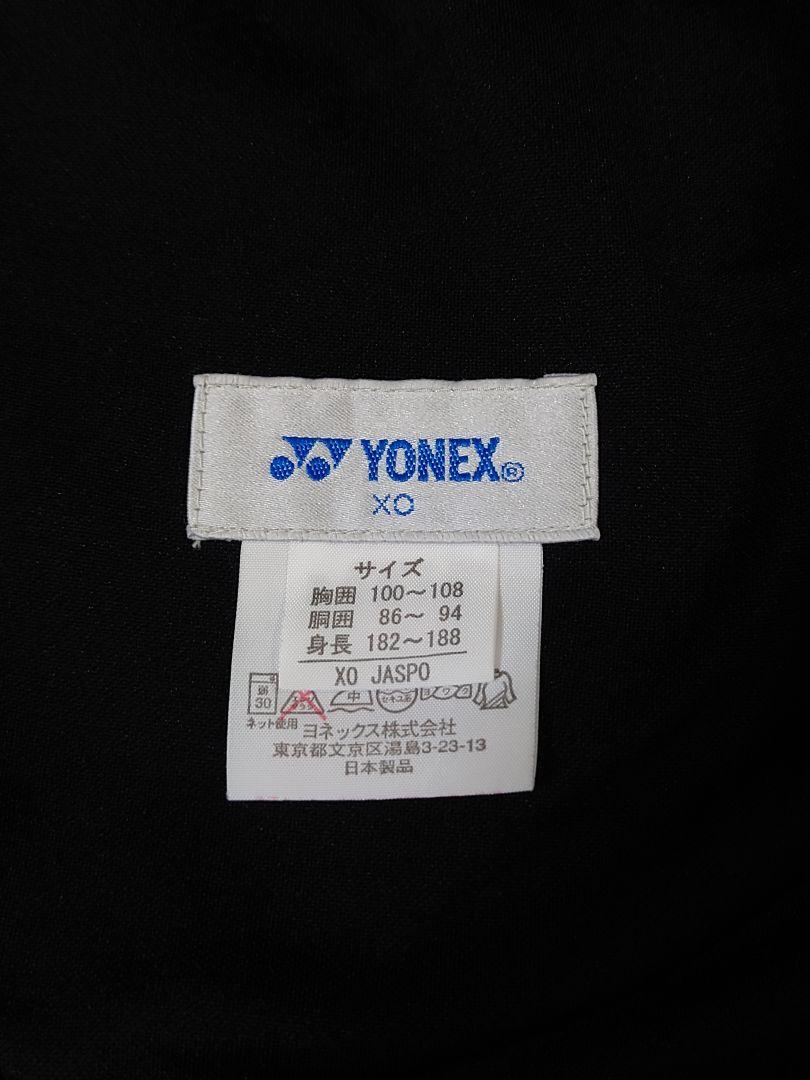 YONEX®
XO
サイズ
胸囲 100～108
胴囲 86～ 94
身長 182～188
XO JASPO
30
中
ネット使用
ヨネックス株式会社
東京都文京区湯島3-23-13
日本製品